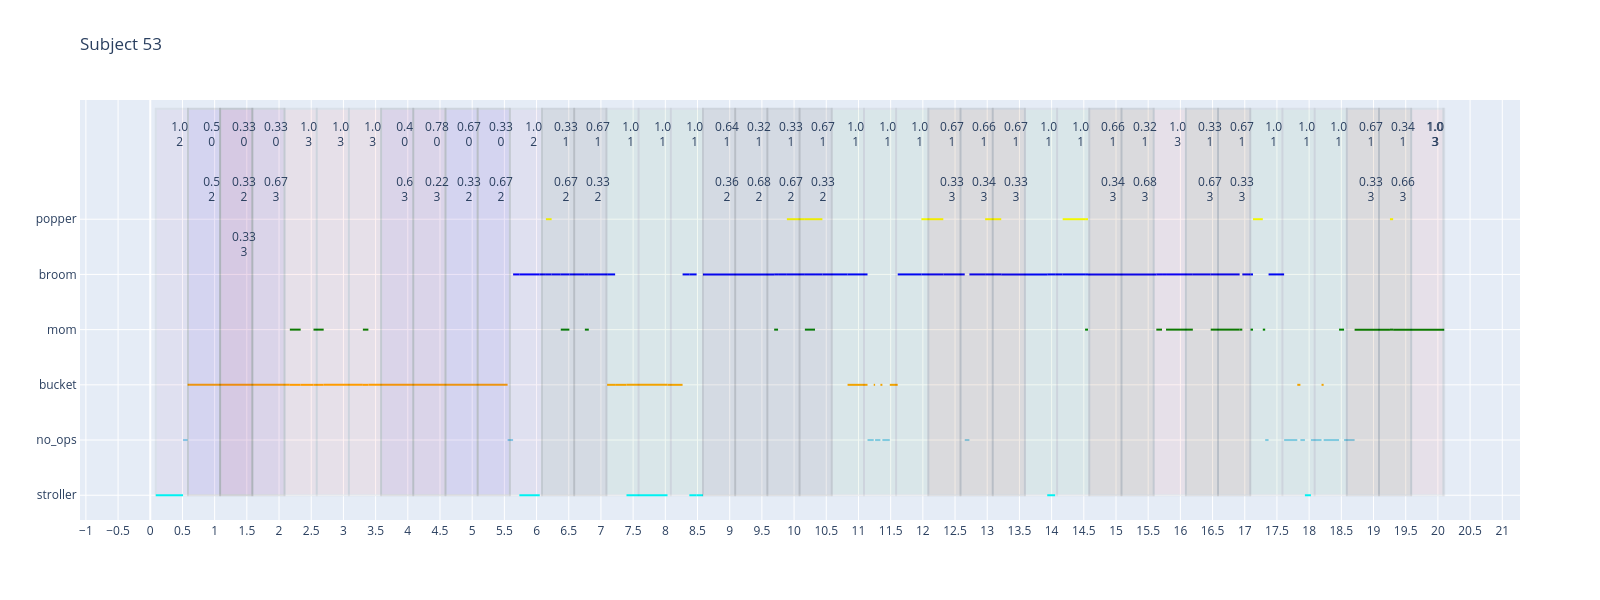 Subject 53
1.0 0.5 0.33 0.33 1.0 1.0 1.0 0.4 0.78 0.67 0.33 1.0 0.33 0.67 1.0 1.0 1.0 0.64 0.32 0.33 0.67 1.0 1.0 1.0 0.67 0.66 0.67 1.0 1.0 0.66 0.32 1.0 0.33 0.67 1.0 1.0 1.0 0.67 0.34 1.0
2 0 0 0 3 3 3 0 0 0 0 2 1 1 1 1 1 1 1 1 1 1 1 1 1 1 1 1 1 1 1 3 1 1 1 1 1 1 1 3
0.5 0.33 0.67 0.6 0.22 0.33 0.67 0.67 0.33 0.36 0.68 0.67 0.33 0.33 0.34 0.33 0.34 0.68 0.67 0.33 0.33 0.66
2 2 3 3 3 2 2 2 2 2 2 2 2 3 3 3 3 3 3 3 3 3
popper
0.33
3
broom
mom
bucket
no_ops
stroller
−1 −0.5 0 0.5 1 1.5 2 2.5 3 3.5 4 4.5 5 5.5 6 6.5 7 7.5 8 8.5 9 9.5 10 10.5 11 11.5 12 12.5 13 13.5 14 14.5 15 15.5 16 16.5 17 17.5 18 18.5 19 19.5 20 20.5 21